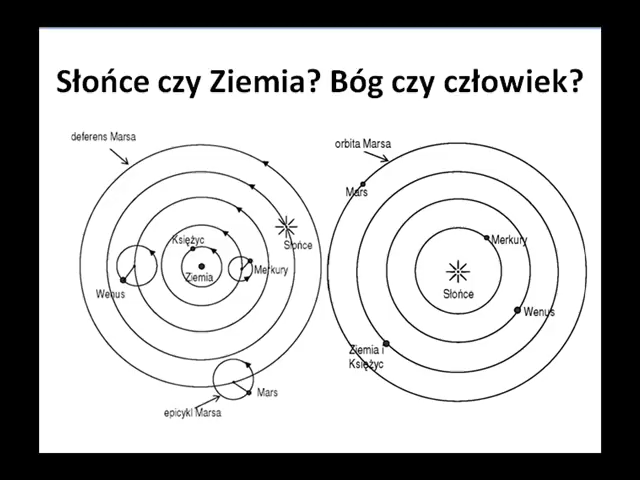 Słońce czy Ziemia? Bóg czy człowiek?
deferens Marsa
Księżyc
Słońce
Ziemia
Merkury
Wenus
Mars
epicykl Marsa
orbita Marsa
Mars
Merkury
Słońce
Wenus
Ziemia i
Księżyc